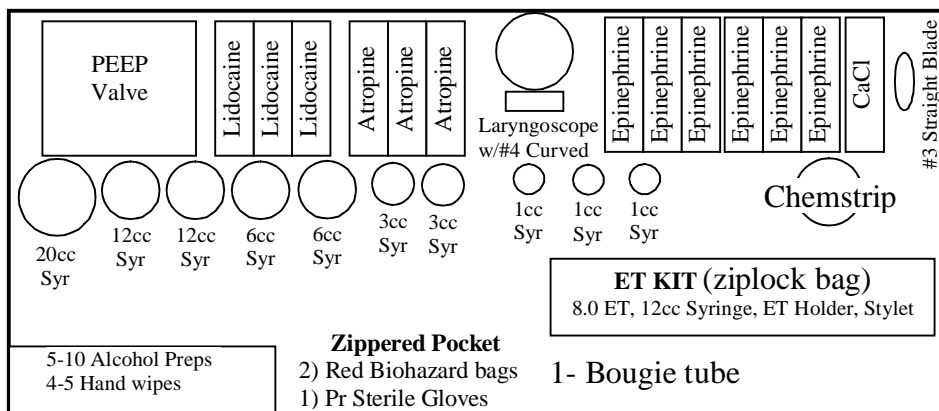 PEEP
Valve
Lidocaine
Lidocaine
Lidocaine
Atropine
Atropine
Atropine
Laryngoscope
w/#4 Curved
Epinephrine
Epinephrine
Epinephrine
Epinephrine
Epinephrine
Epinephrine
CaCl
#3 Straight Blade
20cc
Syr
12cc
Syr
12cc
Syr
6cc
Syr
6cc
Syr
3cc
Syr
3cc
Syr
1cc
Syr
1cc
Syr
1cc
Syr
Chemstrip
ET KIT (ziplock bag)
8.0 ET, 12cc Syringe, ET Holder, Stylet
5-10 Alcohol Preps
4-5 Hand wipes
Zippered Pocket
2) Red Biohazard bags
1) Pr Sterile Gloves
1- Bougie tube